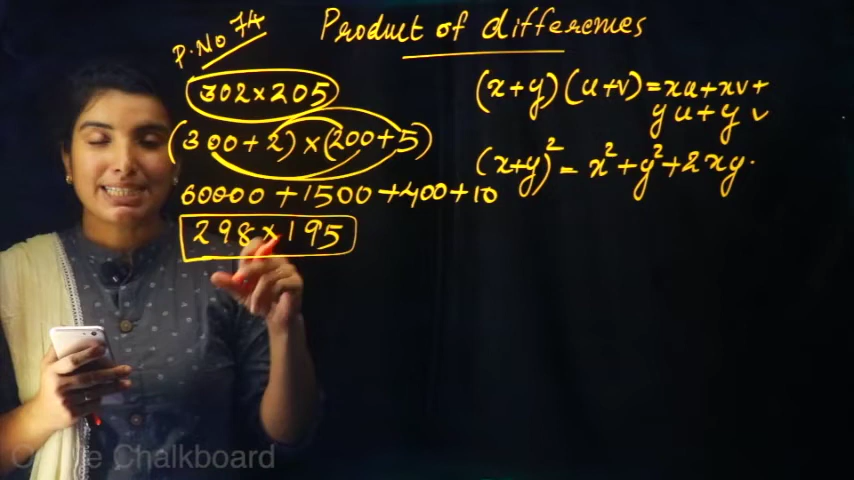 P.No 74
Product of differences
302×205
(300+2)×(200+5)
60000+1500+400+10
298×195
(x+y)(u+v)=xu+xv+
yu+yv
(x+y)²=x²+y²+2xy.
Chalkboard